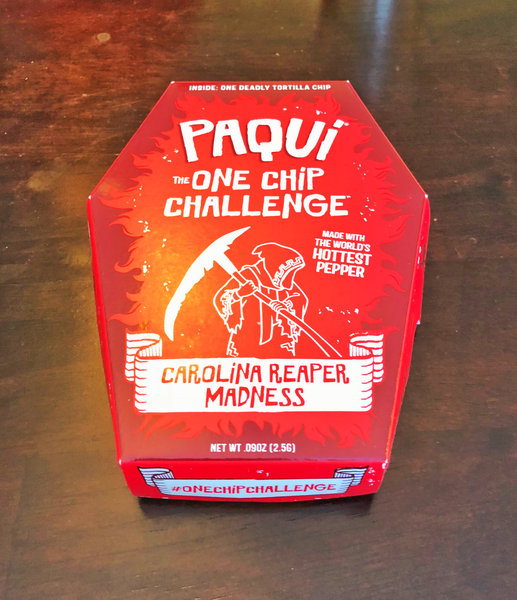 INSIDE: ONE DEADLY TORTILLA CHIP
PAQUI
THE ONE CHIP
CHALLENGE™
MADE WITH
THE WORLD'S
HOTTEST
PEPPER
CAROLINA REAPER
MADNESS
NET WT .09OZ (2.5G)
#ONECHIPCHALLENGE